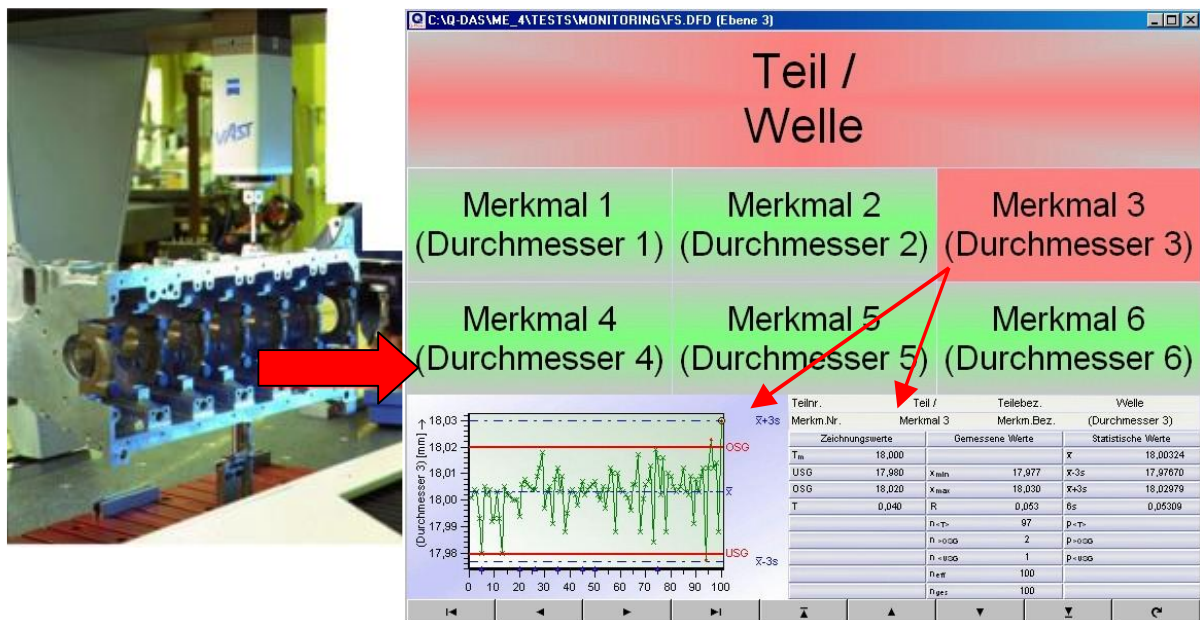 VAST
C:\Q-DAS\ME_4\TESTS\MONITORING\FS.DFD (Ebene 3)
Teil /
Welle
Merkmal 1
(Durchmesser 1)
Merkmal 2
(Durchmesser 2)
Merkmal 3
(Durchmesser 3)
Merkmal 4
(Durchmesser 4)
Merkmal 5
(Durchmesser 5)
Merkmal 6
(Durchmesser 6)
(Durchmesser 3) [mm] →
18,03
18,02
18,01
18,00
17,99
17,98
0 10 20 30 40 50 60 70 80 90 100
x̄+3s
OSG
x̄
USG
x̄-3s
Teilnr. Teil / Teilebez. Welle
Merkm.Nr. Merkmal 3 Merkm.Bez. (Durchmesser 3)
Zeichnungswerte Gemessene Werte Statistische Werte
Tm 18,000 x̄ 18,00324
USG 17,980 xmin 17,977 x̄-3s 17,97670
OSG 18,020 xmax 18,030 x̄+3s 18,02979
T 0,040 R 0,053 6s 0,05309
n<T> 97 p<T>
n>OSG 2 p>OSG
n<USG 1 p<USG
neff 100
nges 100